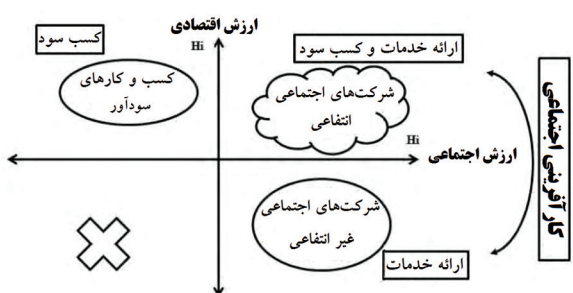 ارزش اقتصادی
Hi
کسب سود
ارائه خدمات و کسب سود
کسب و کارهای
سودآور
شرکت‌های اجتماعی
انتفاعی
Hi
ارزش اجتماعی
کارآفرینی اجتماعی
شرکت‌های اجتماعی
غیر انتفاعی
ارائه خدمات